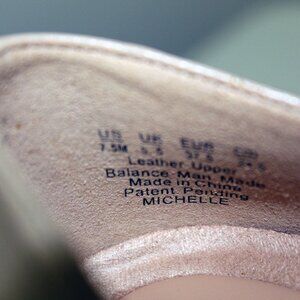 US UK EUR
7.5M 5.5 37.5
Leather Upper
Balance Man Made
Made in China
Patent Pending
MICHELLE